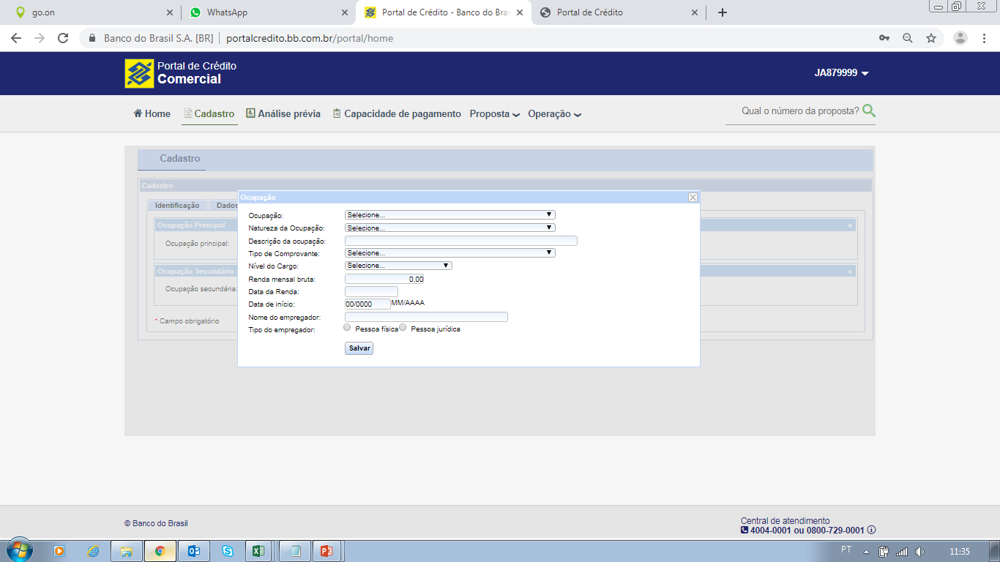 go.on
WhatsApp
Portal de Crédito - Banco do Bras
Portal de Crédito
Banco do Brasil S.A. [BR] portalcredito.bb.com.br/portal/home
Portal de Crédito
Comercial
JA879999
Home Cadastro Análise prévia Capacidade de pagamento Proposta Operação
Qual o número da proposta?
Cadastro
Cadastro
Identificação Dados
Ocupação Principal
Ocupação principal:
Ocupação Secundária
Ocupação secundária:
* Campo obrigatório
Ocupação
Ocupação: Selecione...
Natureza da Ocupação: Selecione...
Descrição da ocupação:
Tipo de Comprovante: Selecione...
Nível do Cargo: Selecione...
Renda mensal bruta: 0,00
Data da Renda:
Data de início: 00/0000 MM/AAAA
Nome do empregador:
Tipo do empregador: Pessoa física Pessoa jurídica
Salvar
© Banco do Brasil
Central de atendimento
4004-0001 ou 0800-729-0001
PT 11:35